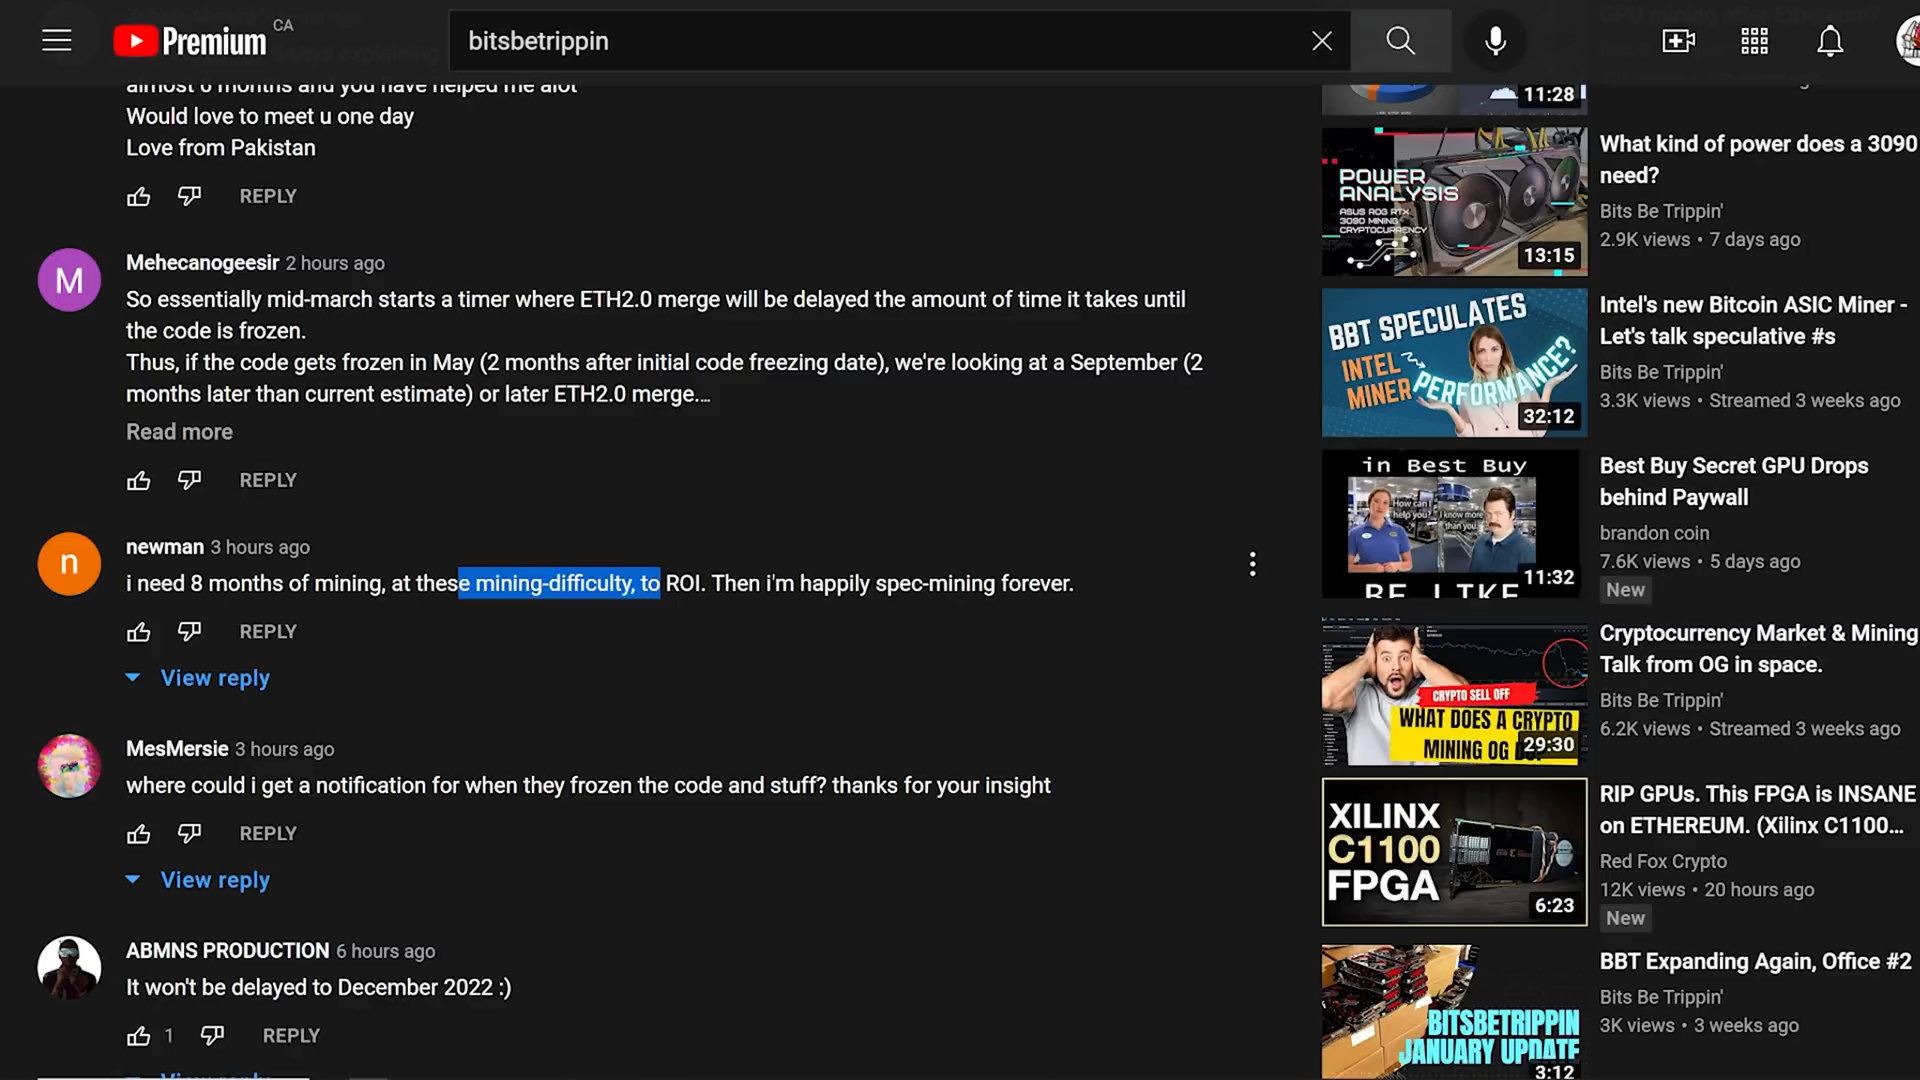 Premium CA
bitsbetrippin
almost 6 months and you have helped me alot
Would love to meet u one day
Love from Pakistan
REPLY
M
Mehecanogeesir 2 hours ago
So essentially mid-march starts a timer where ETH2.0 merge will be delayed the amount of time it takes until
the code is frozen.
Thus, if the code gets frozen in May (2 months after initial code freezing date), we're looking at a September (2
months later than current estimate) or later ETH2.0 merge.…
Read more
REPLY
n
newman 3 hours ago
i need 8 months of mining, at these mining-difficulty, to ROI. Then i'm happily spec-mining forever.
REPLY
View reply
MesMersie 3 hours ago
where could i get a notification for when they frozen the code and stuff? thanks for your insight
REPLY
View reply
ABMNS PRODUCTION 6 hours ago
It won't be delayed to December 2022 :)
1 REPLY
View reply
11:28
POWER
ANALYSIS
ASUS ROG RTX
3090 MINING
CRYPTOCURRENCY
13:15
What kind of power does a 3090
need?
Bits Be Trippin'
2.9K views • 7 days ago
BBT SPECULATES
INTEL
MINER PERFORMANCE?
32:12
Intel's new Bitcoin ASIC Miner -
Let's talk speculative #s
Bits Be Trippin'
3.3K views • Streamed 3 weeks ago
in Best Buy
How can I
help you?
I know more
than you.
BE LIKE
11:32
Best Buy Secret GPU Drops
behind Paywall
brandon coin
7.6K views • 5 days ago
New
CRYPTO SELL OFF
WHAT DOES A CRYPTO
MINING OG
29:30
Cryptocurrency Market & Mining
Talk from OG in space.
Bits Be Trippin'
6.2K views • Streamed 3 weeks ago
XILINX
C1100
FPGA
6:23
RIP GPUs. This FPGA is INSANE
on ETHEREUM. (Xilinx C1100...
Red Fox Crypto
12K views • 20 hours ago
New
BITSBETRIPPIN
JANUARY UPDATE
3:12
BBT Expanding Again, Office #2
Bits Be Trippin'
3K views • 3 weeks ago